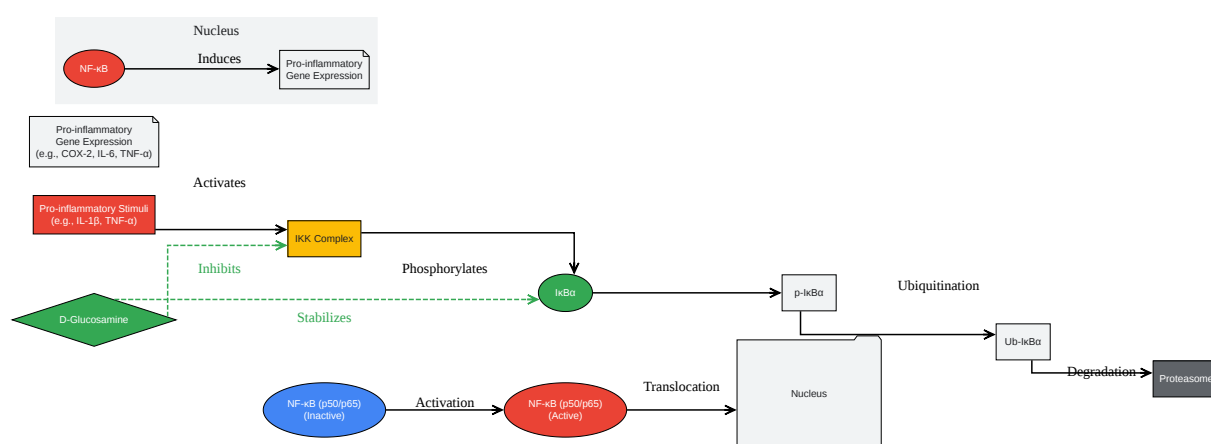 Nucleus
NF-κB
Induces
Pro-inflammatory
Gene Expression
Pro-inflammatory
Gene Expression
(e.g., COX-2, IL-6, TNF-α)
Activates
Pro-inflammatory Stimuli
(e.g., IL-1β, TNF-α)
IKK Complex
Inhibits
Phosphorylates
D-Glucosamine
Stabilizes
IκBα
p-IκBα
Ubiquitination
Ub-IκBα
Degradation
Proteasome
NF-κB (p50/p65)
(Inactive)
Activation
NF-κB (p50/p65)
(Active)
Translocation
Nucleus